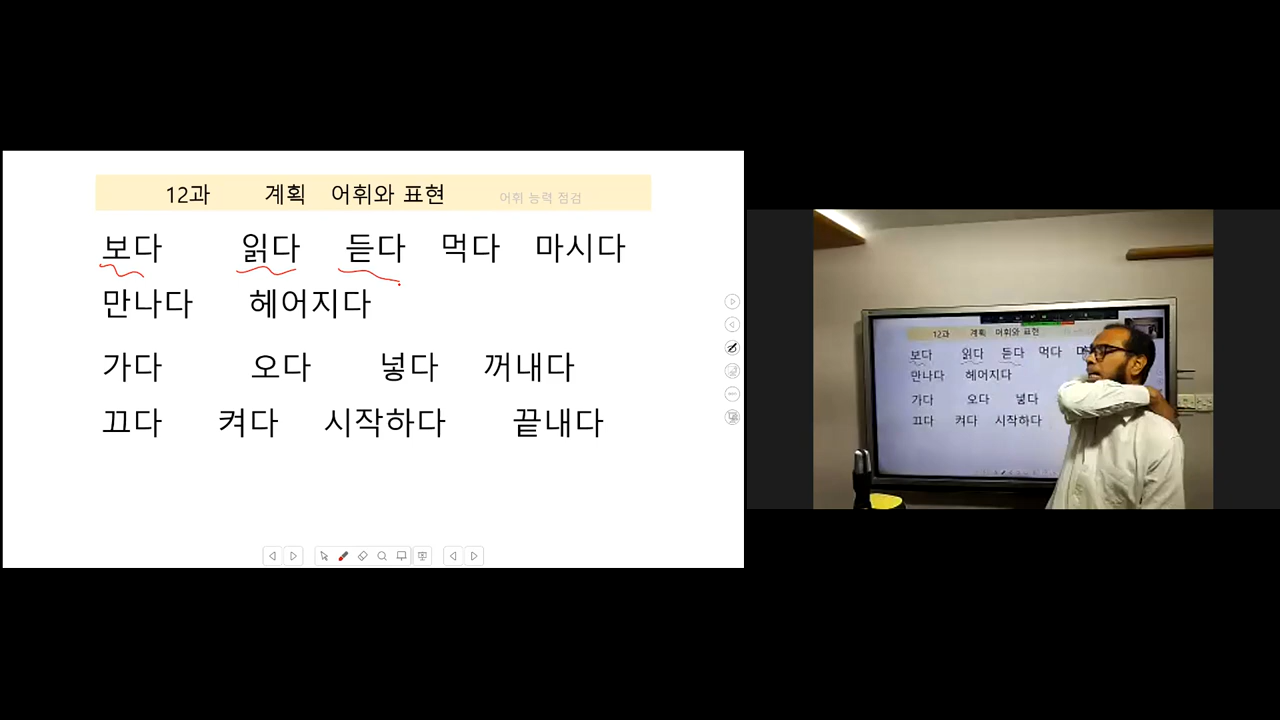 12과 계획 어휘와 표현 어휘 능력 점검
보다 읽다 듣다 먹다 마시다
만나다 헤어지다
가다 오다 넣다 꺼내다
끄다 켜다 시작하다 끝내다
12과 계획 어휘와 표현
보다 읽다 듣다 먹다
만나다 헤어지다
가다 오다 넣다
끄다 켜다 시작하다